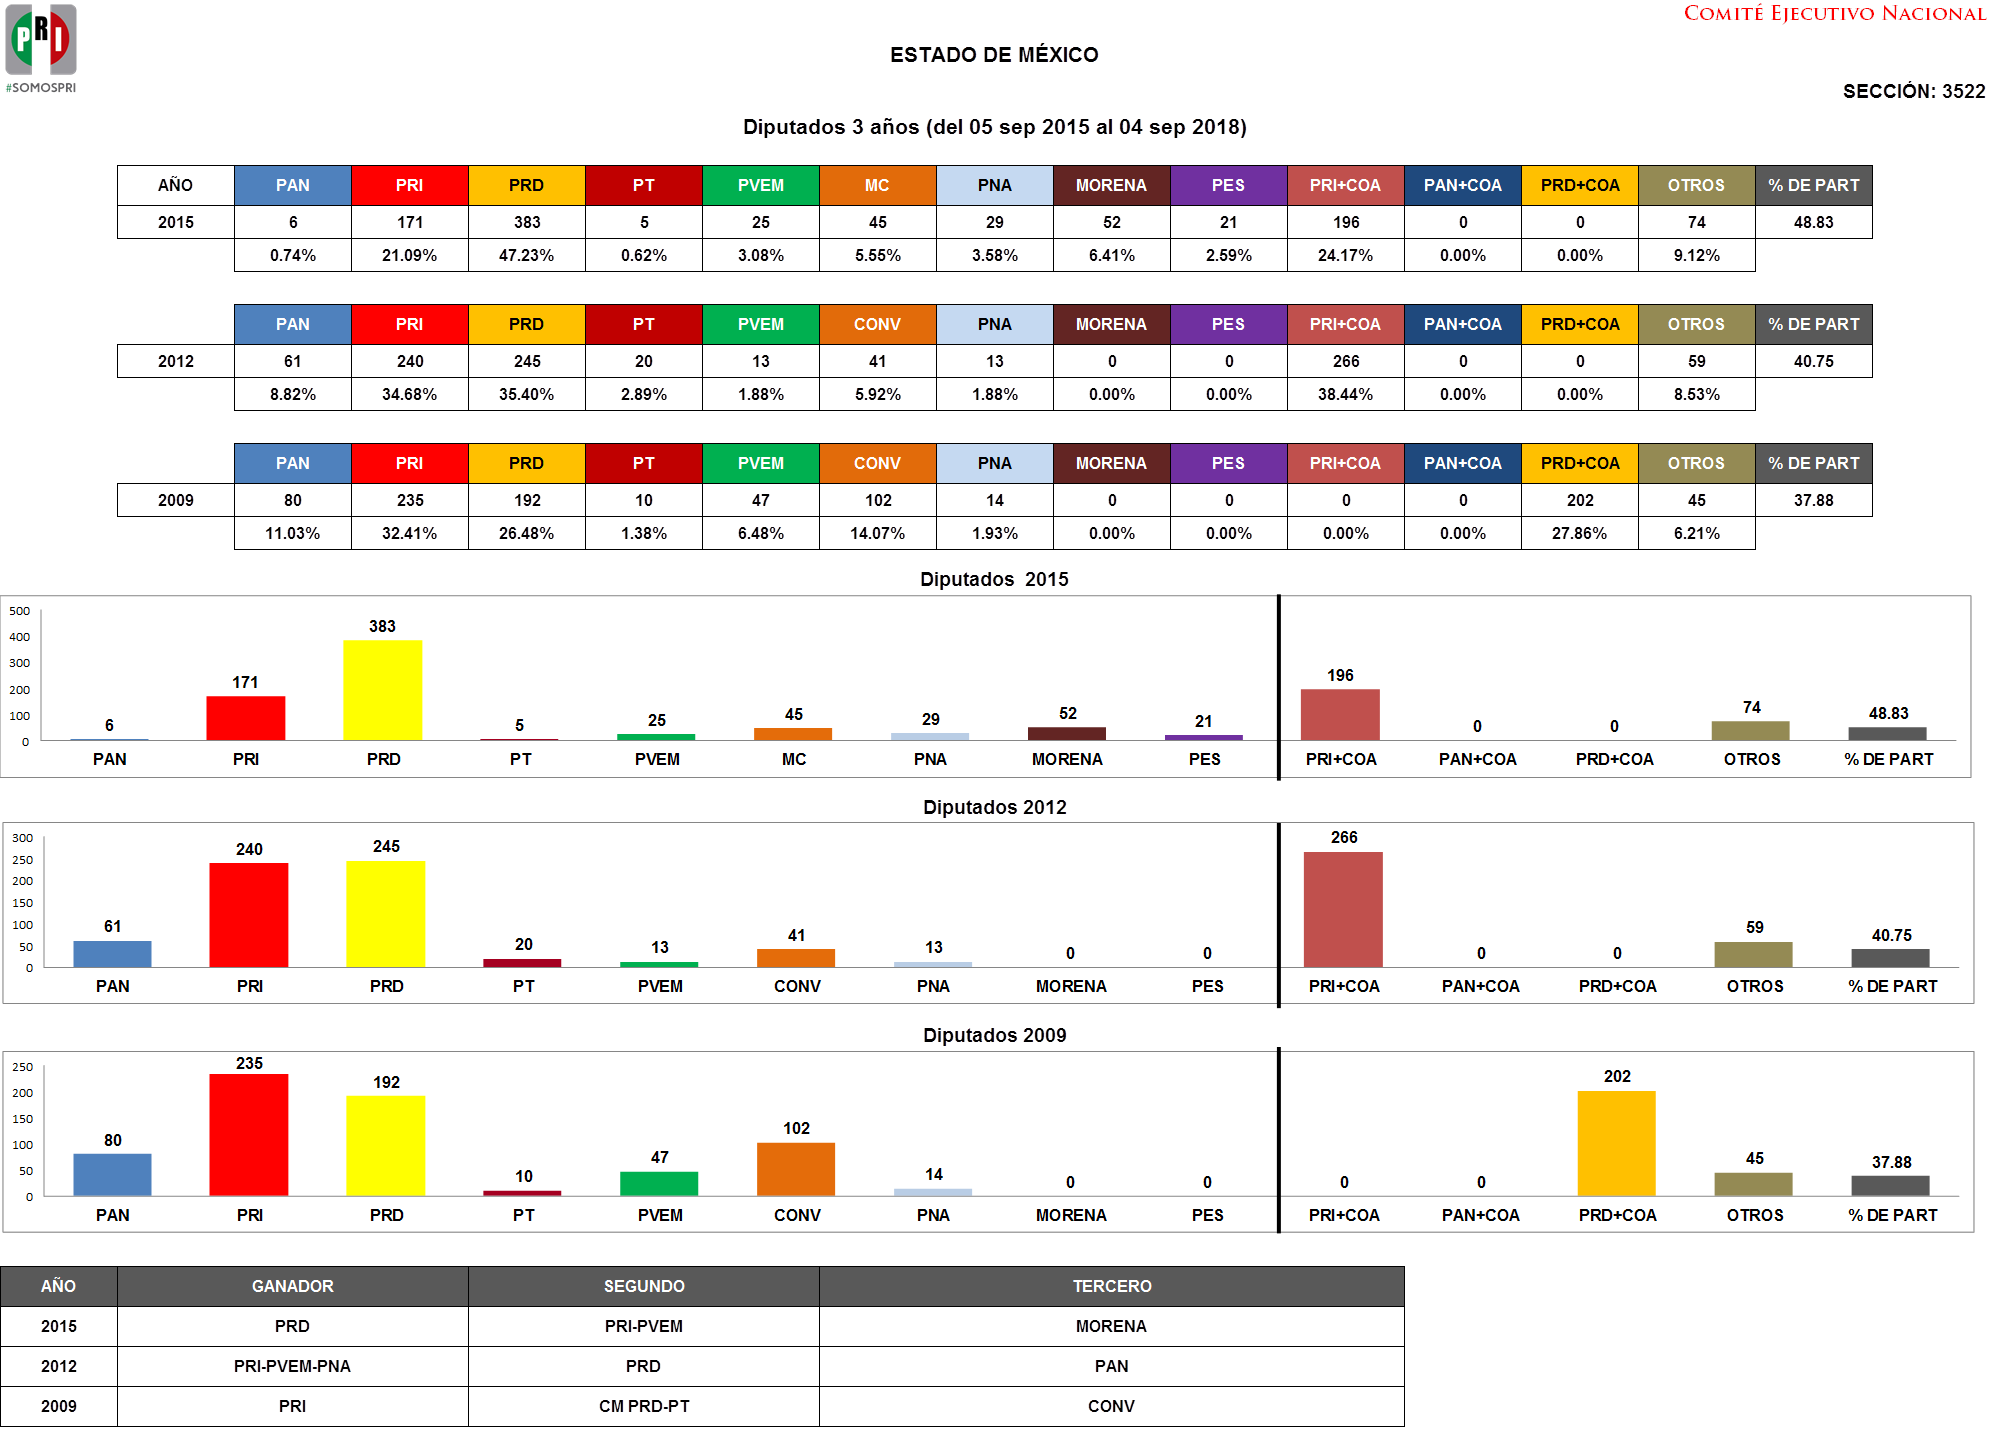 PRI
#SOMOSPRI
COMITÉ EJECUTIVO NACIONAL
ESTADO DE MÉXICO
SECCIÓN: 3522
Diputados 3 años (del 05 sep 2015 al 04 sep 2018)
AÑO PAN PRI PRD PT PVEM MC PNA MORENA PES PRI+COA PAN+COA PRD+COA OTROS % DE PART
2015 6 171 383 5 25 45 29 52 21 196 0 0 74 48.83
0.74% 21.09% 47.23% 0.62% 3.08% 5.55% 3.58% 6.41% 2.59% 24.17% 0.00% 0.00% 9.12%
PAN PRI PRD PT PVEM CONV PNA MORENA PES PRI+COA PAN+COA PRD+COA OTROS % DE PART
2012 61 240 245 20 13 41 13 0 0 266 0 0 59 40.75
8.82% 34.68% 35.40% 2.89% 1.88% 5.92% 1.88% 0.00% 0.00% 38.44% 0.00% 0.00% 8.53%
PAN PRI PRD PT PVEM CONV PNA MORENA PES PRI+COA PAN+COA PRD+COA OTROS % DE PART
2009 80 235 192 10 47 102 14 0 0 0 0 202 45 37.88
11.03% 32.41% 26.48% 1.38% 6.48% 14.07% 1.93% 0.00% 0.00% 0.00% 0.00% 27.86% 6.21%
Diputados 2015
500
400
300
200
100
0
6 171 383 5 25 45 29 52 21 196 0 0 74 48.83
PAN PRI PRD PT PVEM MC PNA MORENA PES PRI+COA PAN+COA PRD+COA OTROS % DE PART
Diputados 2012
300
250
200
150
100
50
0
61 240 245 20 13 41 13 0 0 266 0 0 59 40.75
PAN PRI PRD PT PVEM CONV PNA MORENA PES PRI+COA PAN+COA PRD+COA OTROS % DE PART
Diputados 2009
250
200
150
100
50
0
80 235 192 10 47 102 14 0 0 0 0 202 45 37.88
PAN PRI PRD PT PVEM CONV PNA MORENA PES PRI+COA PAN+COA PRD+COA OTROS % DE PART
AÑO GANADOR SEGUNDO TERCERO
2015 PRD PRI-PVEM MORENA
2012 PRI-PVEM-PNA PRD PAN
2009 PRI CM PRD-PT CONV